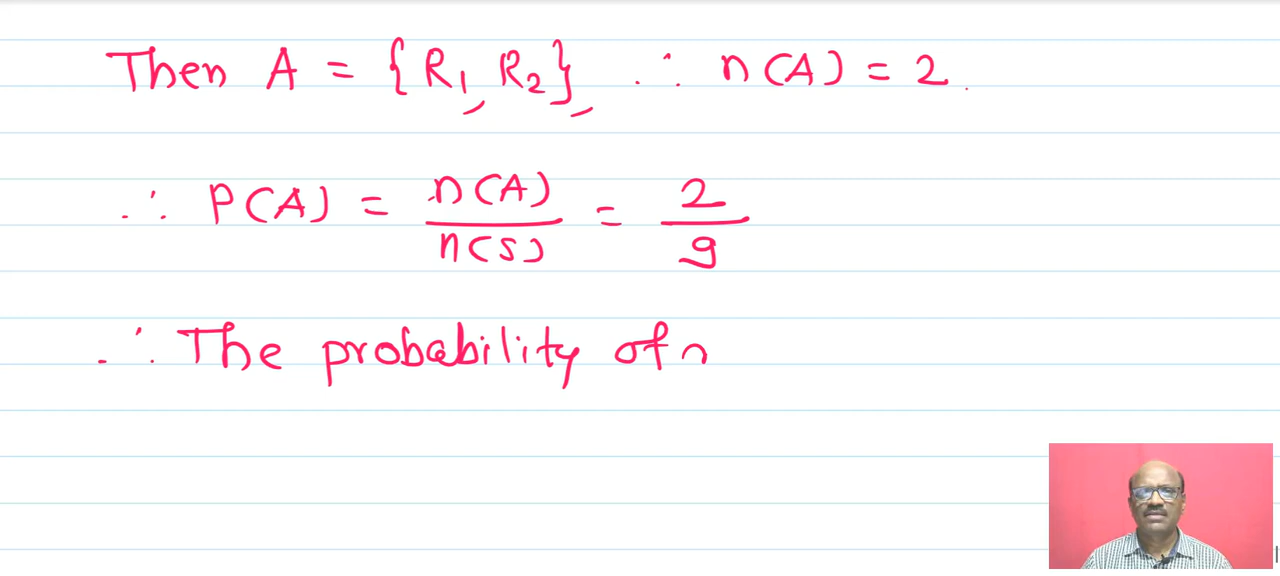 Then A = {R₁, R₂}, ∴ n(A) = 2.
∴ P(A) = n(A)/n(S) = 2/9
∴ The probability of